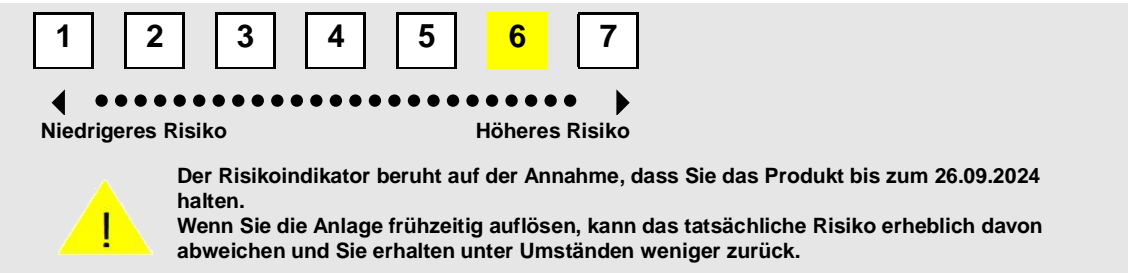 1 2 3 4 5 6 7
Niedrigeres Risiko Höheres Risiko
Der Risikoindikator beruht auf der Annahme, dass Sie das Produkt bis zum 26.09.2024
halten.
Wenn Sie die Anlage frühzeitig auflösen, kann das tatsächliche Risiko erheblich davon
abweichen und Sie erhalten unter Umständen weniger zurück.
!